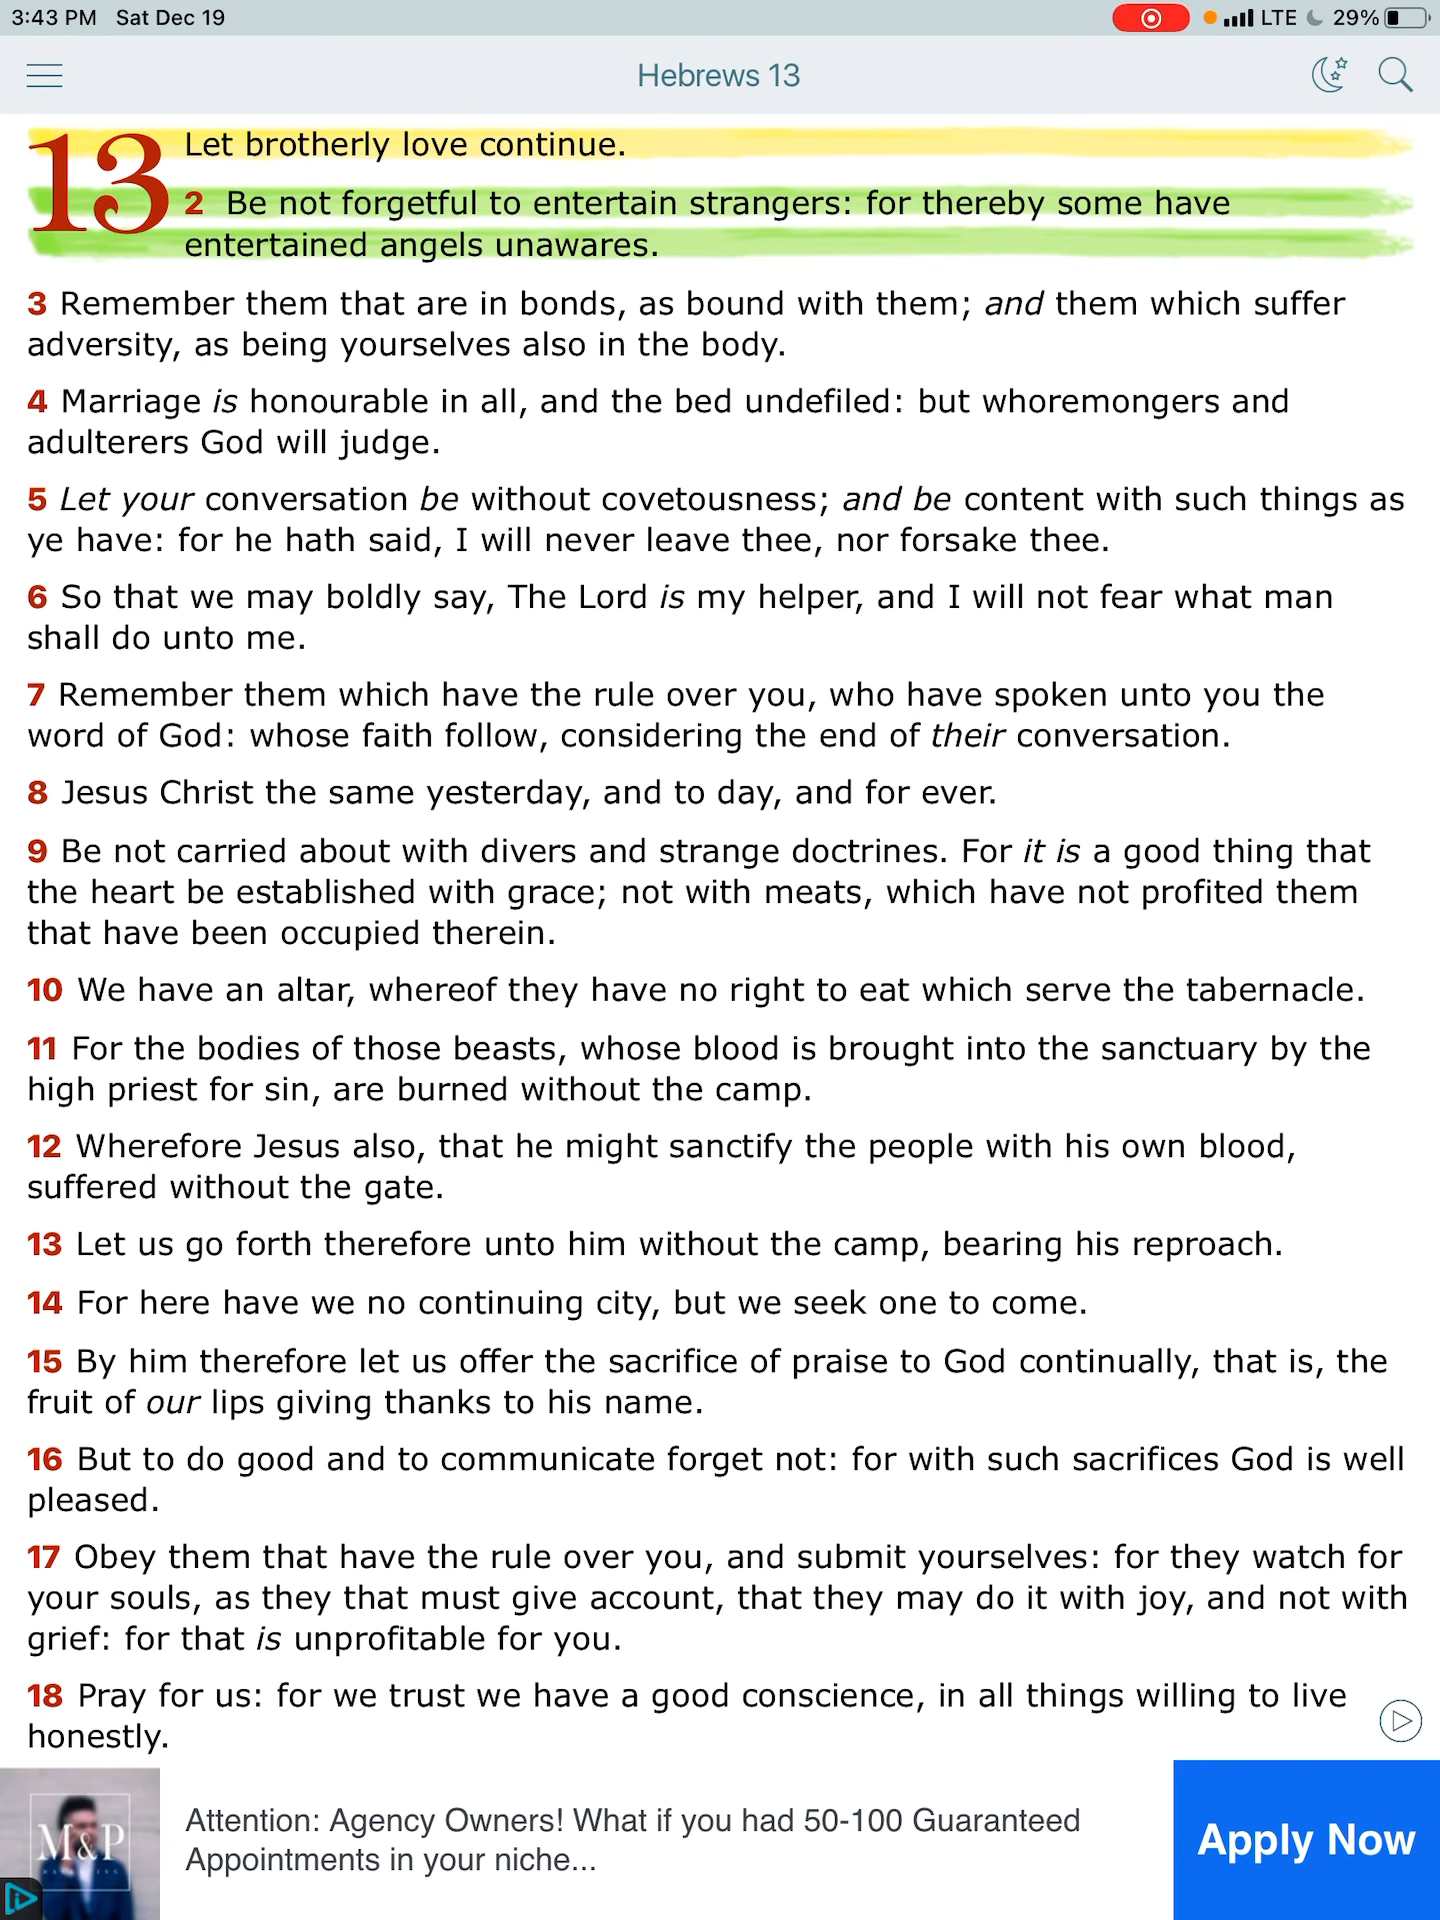 3:43 PM Sat Dec 19
LTE 29%
Hebrews 13
13 Let brotherly love continue.
2 Be not forgetful to entertain strangers: for thereby some have
entertained angels unawares.
3 Remember them that are in bonds, as bound with them; and them which suffer
adversity, as being yourselves also in the body.
4 Marriage is honourable in all, and the bed undefiled: but whoremongers and
adulterers God will judge.
5 Let your conversation be without covetousness; and be content with such things as
ye have: for he hath said, I will never leave thee, nor forsake thee.
6 So that we may boldly say, The Lord is my helper, and I will not fear what man
shall do unto me.
7 Remember them which have the rule over you, who have spoken unto you the
word of God: whose faith follow, considering the end of their conversation.
8 Jesus Christ the same yesterday, and to day, and for ever.
9 Be not carried about with divers and strange doctrines. For it is a good thing that
the heart be established with grace; not with meats, which have not profited them
that have been occupied therein.
10 We have an altar, whereof they have no right to eat which serve the tabernacle.
11 For the bodies of those beasts, whose blood is brought into the sanctuary by the
high priest for sin, are burned without the camp.
12 Wherefore Jesus also, that he might sanctify the people with his own blood,
suffered without the gate.
13 Let us go forth therefore unto him without the camp, bearing his reproach.
14 For here have we no continuing city, but we seek one to come.
15 By him therefore let us offer the sacrifice of praise to God continually, that is, the
fruit of our lips giving thanks to his name.
16 But to do good and to communicate forget not: for with such sacrifices God is well
pleased.
17 Obey them that have the rule over you, and submit yourselves: for they watch for
your souls, as they that must give account, that they may do it with joy, and not with
grief: for that is unprofitable for you.
18 Pray for us: for we trust we have a good conscience, in all things willing to live
honestly.
M&P
Attention: Agency Owners! What if you had 50-100 Guaranteed
Appointments in your niche...
Apply Now